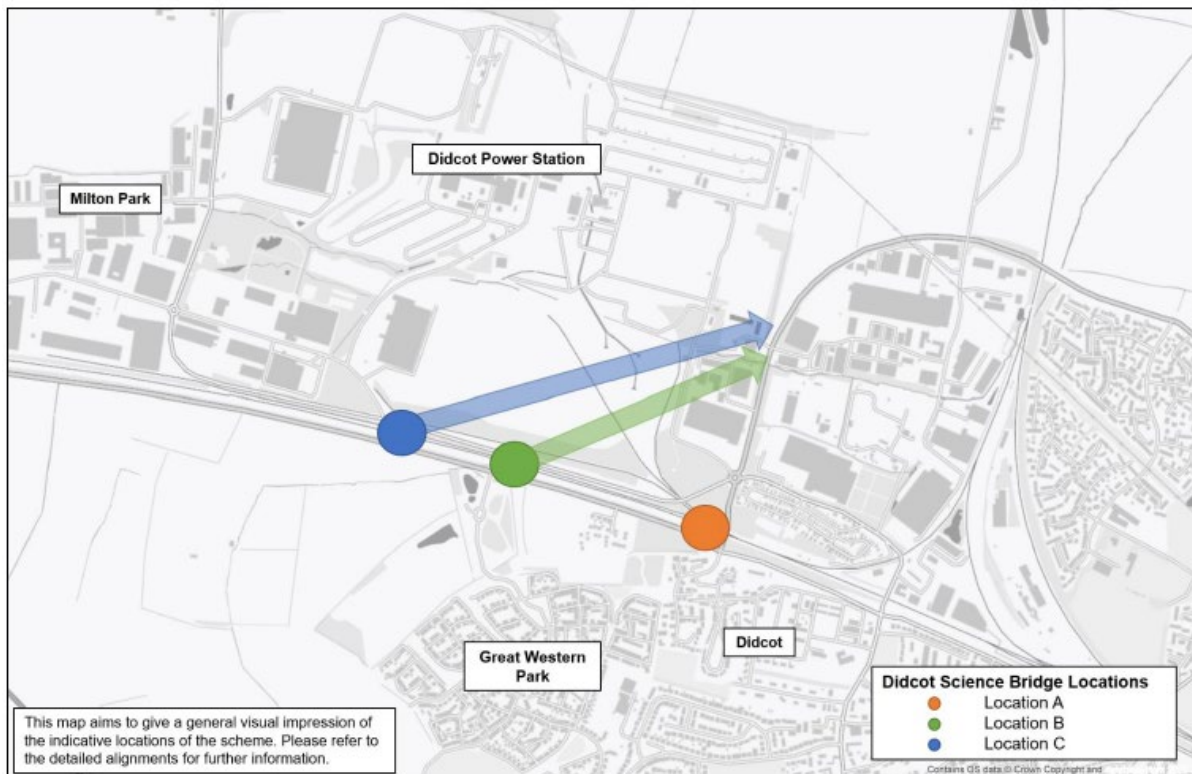 Didcot Power Station
Milton Park
Great Western
Park
Didcot
Didcot Science Bridge Locations
Location A
Location B
Location C
This map aims to give a general visual impression of
the indicative locations of the scheme. Please refer to
the detailed alignments for further information.
Contains OS data © Crown Copyright and